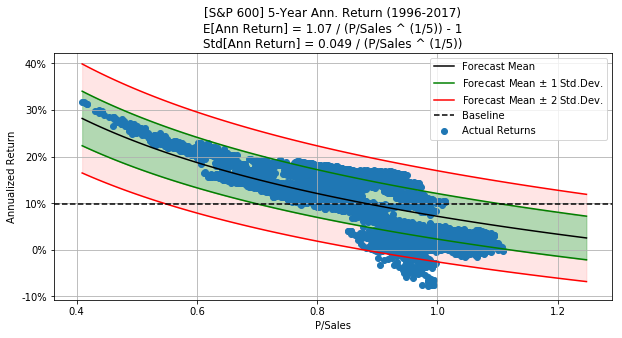 [S&P 600] 5-Year Ann. Return (1996-2017)
E[Ann Return] = 1.07 / (P/Sales ^ (1/5)) - 1
Std[Ann Return] = 0.049 / (P/Sales ^ (1/5))
Forecast Mean
Forecast Mean ± 1 Std.Dev.
Forecast Mean ± 2 Std.Dev.
Baseline
Actual Returns
Annualized Return
40%
30%
20%
10%
0%
-10%
0.4 0.6 0.8 1.0 1.2
P/Sales